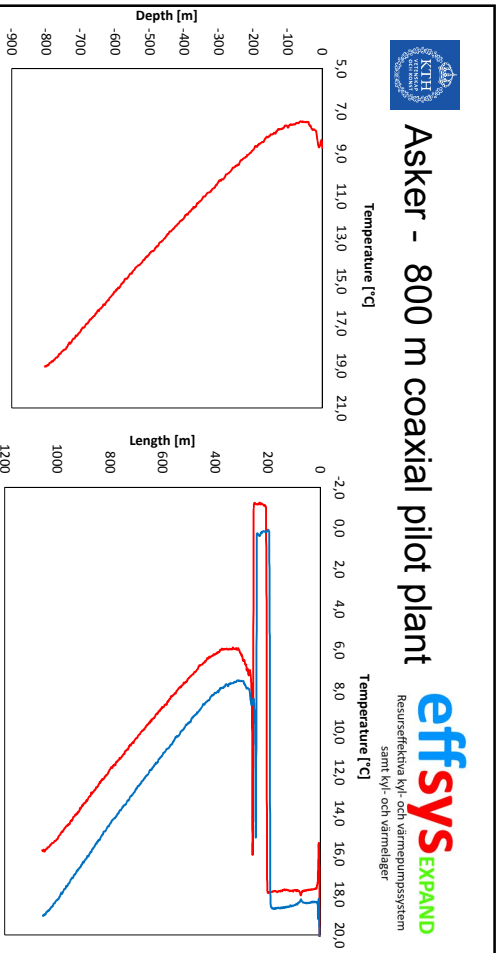 KTH
VETENSKAP
OCH KONST
Asker - 800 m coaxial pilot plant
effsys EXPAND
Resurseffektiva kyl- och värmepumpssystem
samt kyl- och värmelager
Temperature [°C]
5,0 7,0 9,0 11,0 13,0 15,0 17,0 19,0 21,0
0
-100
-200
-300
-400
-500
-600
-700
-800
-900
Depth [m]
Temperature [°C]
-2,0 0,0 2,0 4,0 6,0 8,0 10,0 12,0 14,0 16,0 18,0 20,0
0
200
400
600
800
1000
1200
Length [m]